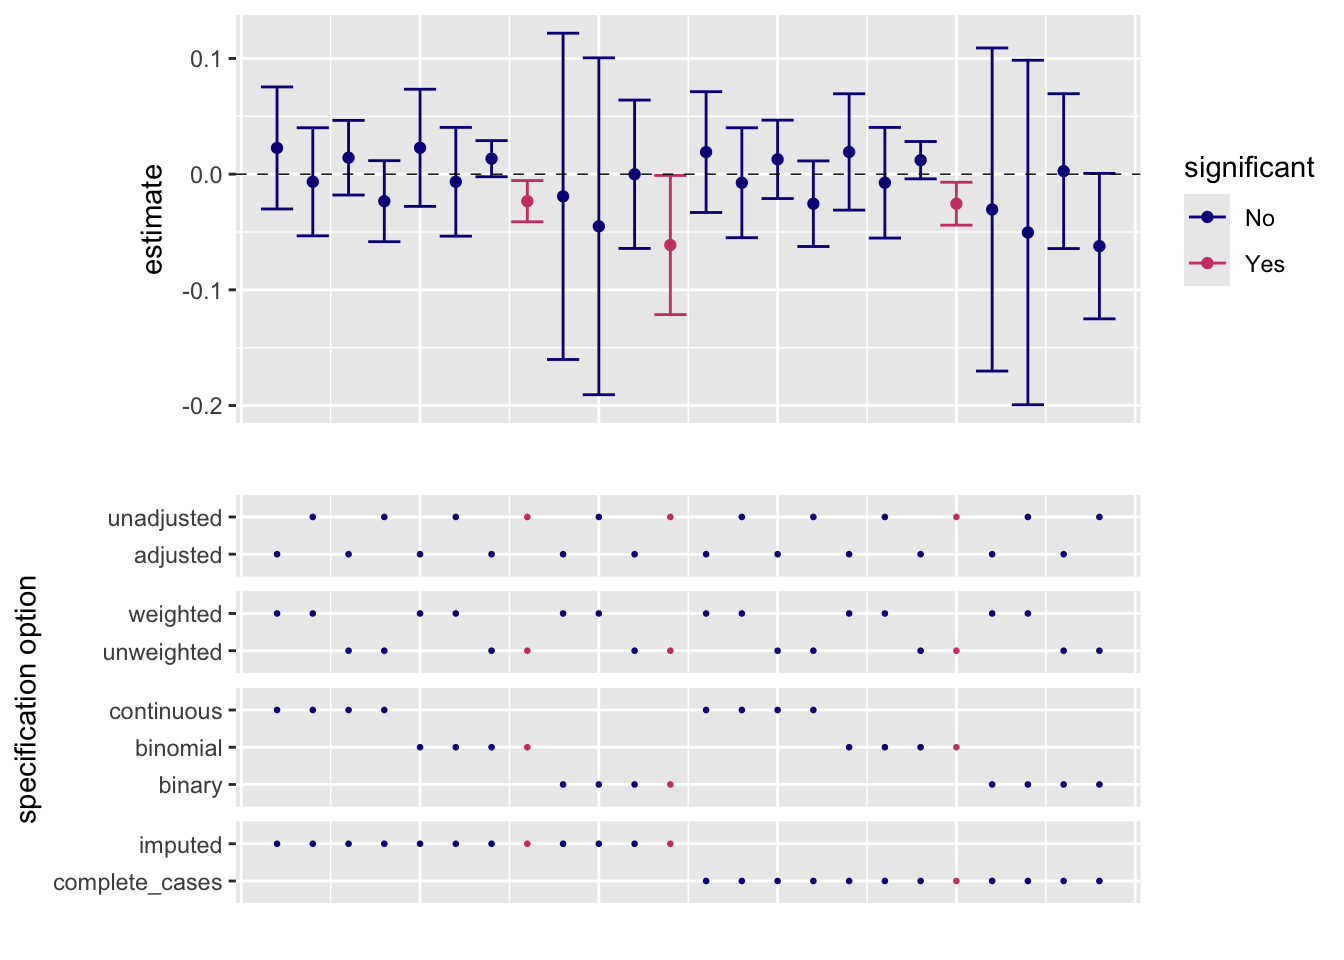 estimate
0.1
0.0
-0.1
-0.2
significant
No
Yes
specification option
unadjusted
adjusted
weighted
unweighted
continuous
binomial
binary
imputed
complete_cases